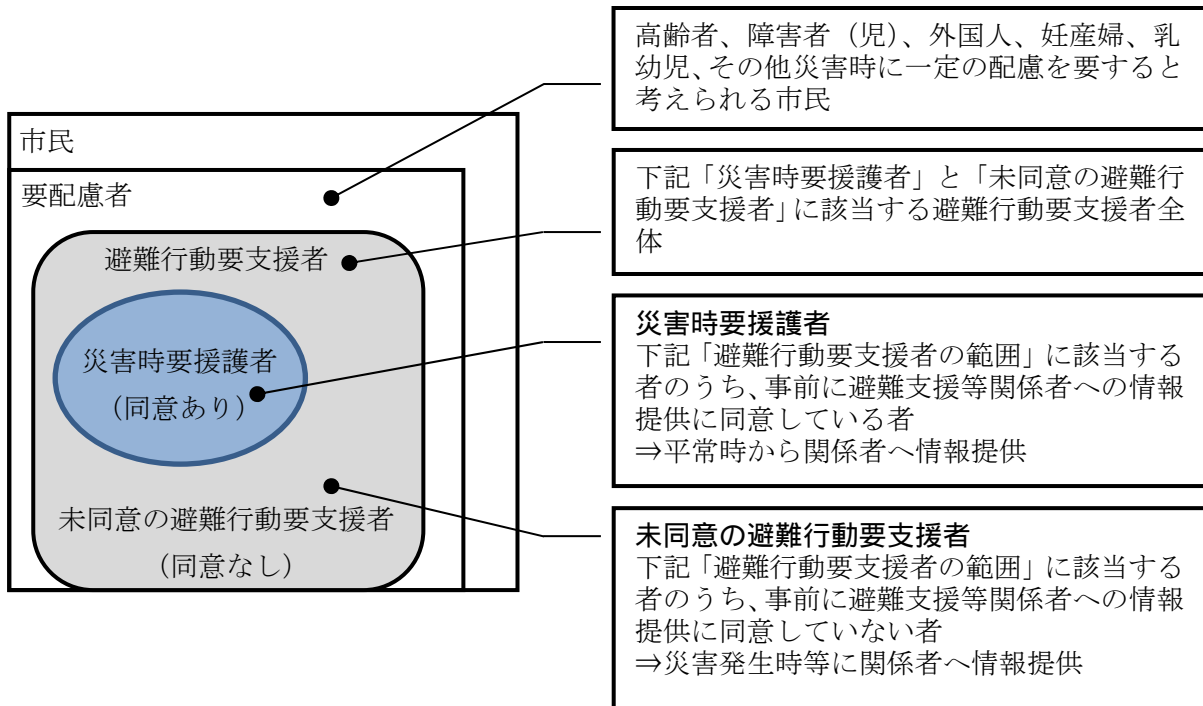 市民
要配慮者
避難行動要支援者
災害時要援護者
（同意あり）
未同意の避難行動要支援者
（同意なし）
高齢者、障害者（児）、外国人、妊産婦、乳
幼児、その他災害時に一定の配慮を要すると
考えられる市民
下記「災害時要援護者」と「未同意の避難行
動要支援者」に該当する避難行動要支援者全
体
災害時要援護者
下記「避難行動要支援者の範囲」に該当する
者のうち、事前に避難支援等関係者への情報
提供に同意している者
⇒平常時から関係者へ情報提供
未同意の避難行動要支援者
下記「避難行動要支援者の範囲」に該当する
者のうち、事前に避難支援等関係者への情報
提供に同意していない者
⇒災害発生時等に関係者へ情報提供